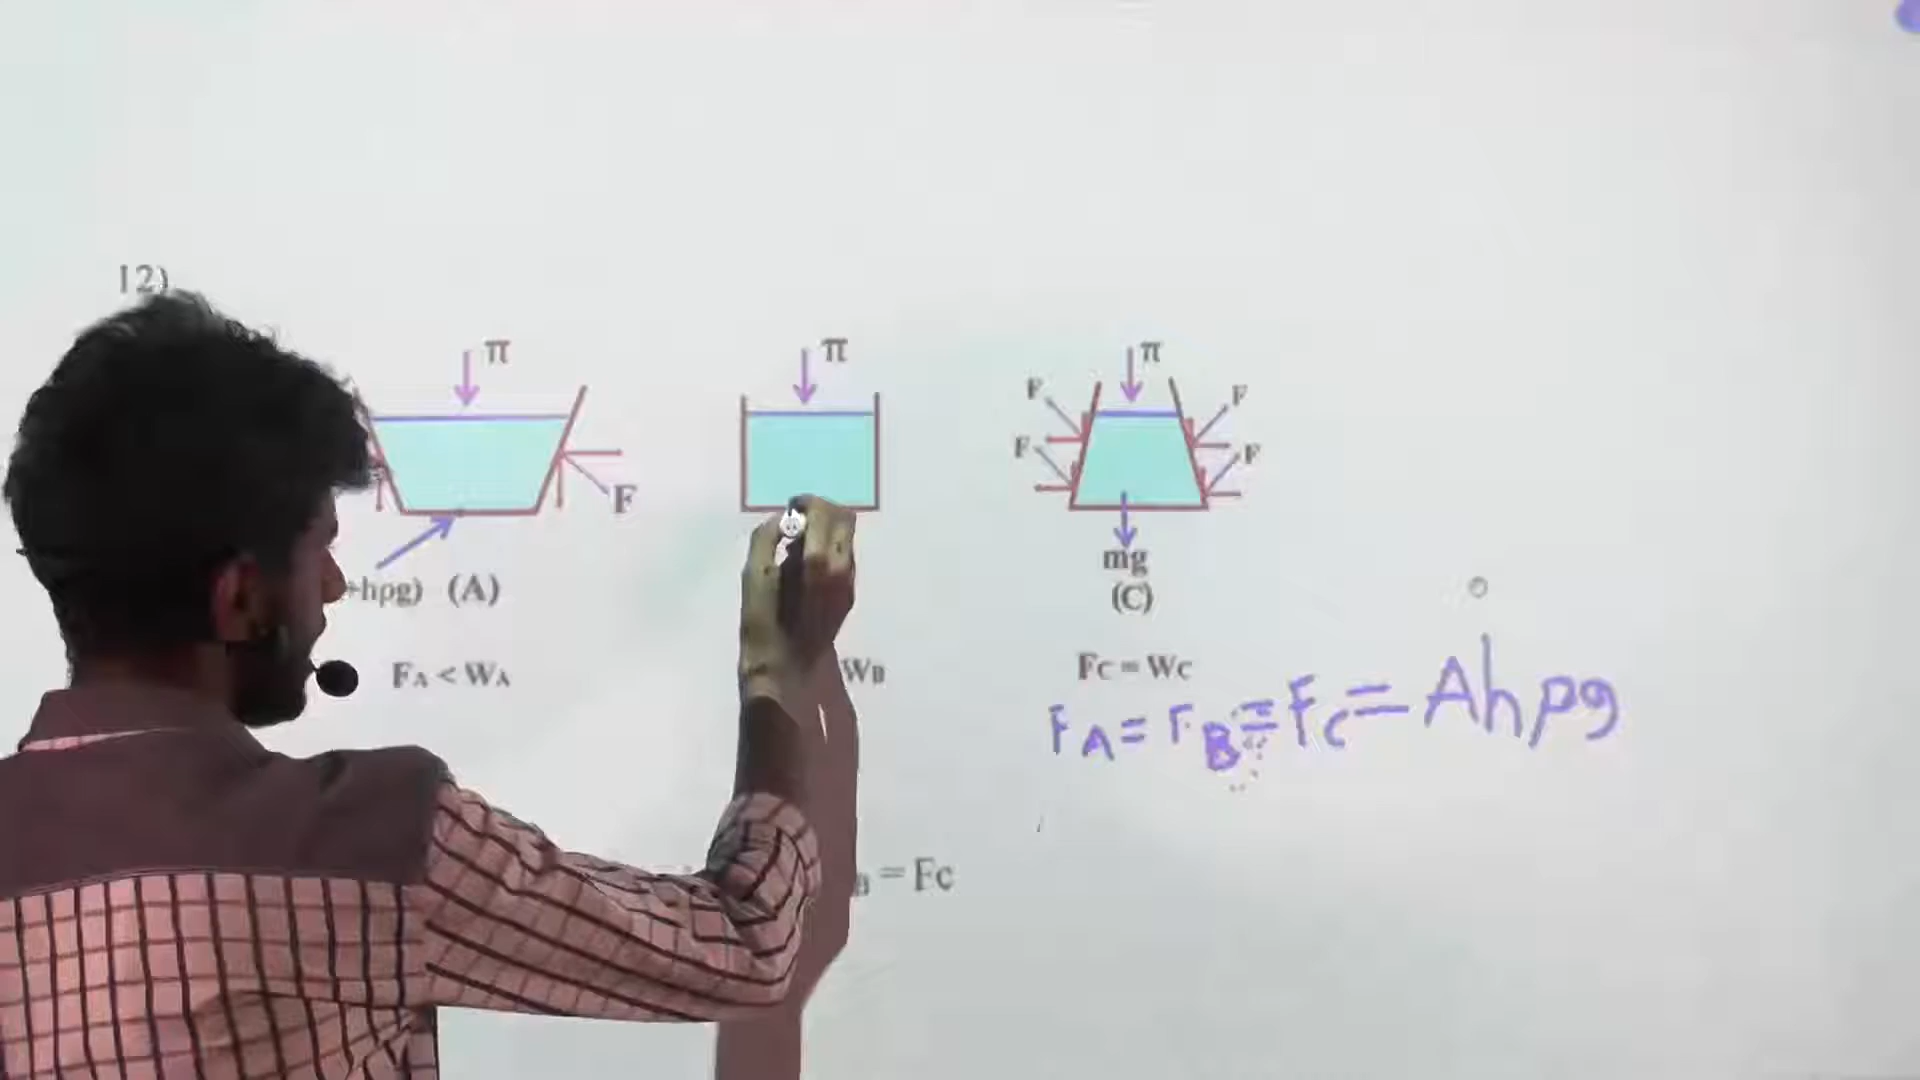 12)
π π π
F F
F F
F
mg
+hρg) (A) (C)
FA < WA WB FC = WC
FA = FB = FC = Ahρg
B = FC